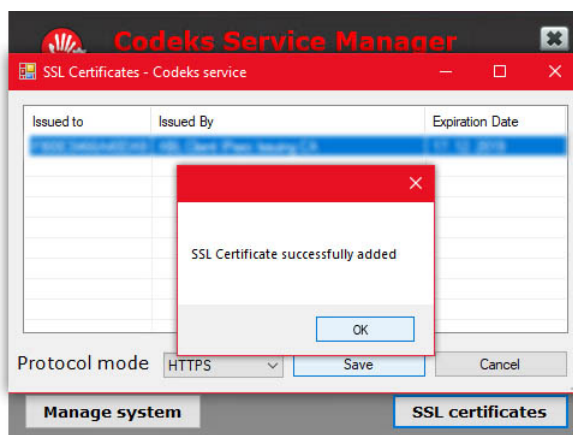 Codeks Service Manager
SSL Certificates - Codeks service
Issued to Issued By Expiration Date
SSL Certificate successfully added
OK
Protocol mode HTTPS Save Cancel
Manage system SSL certificates